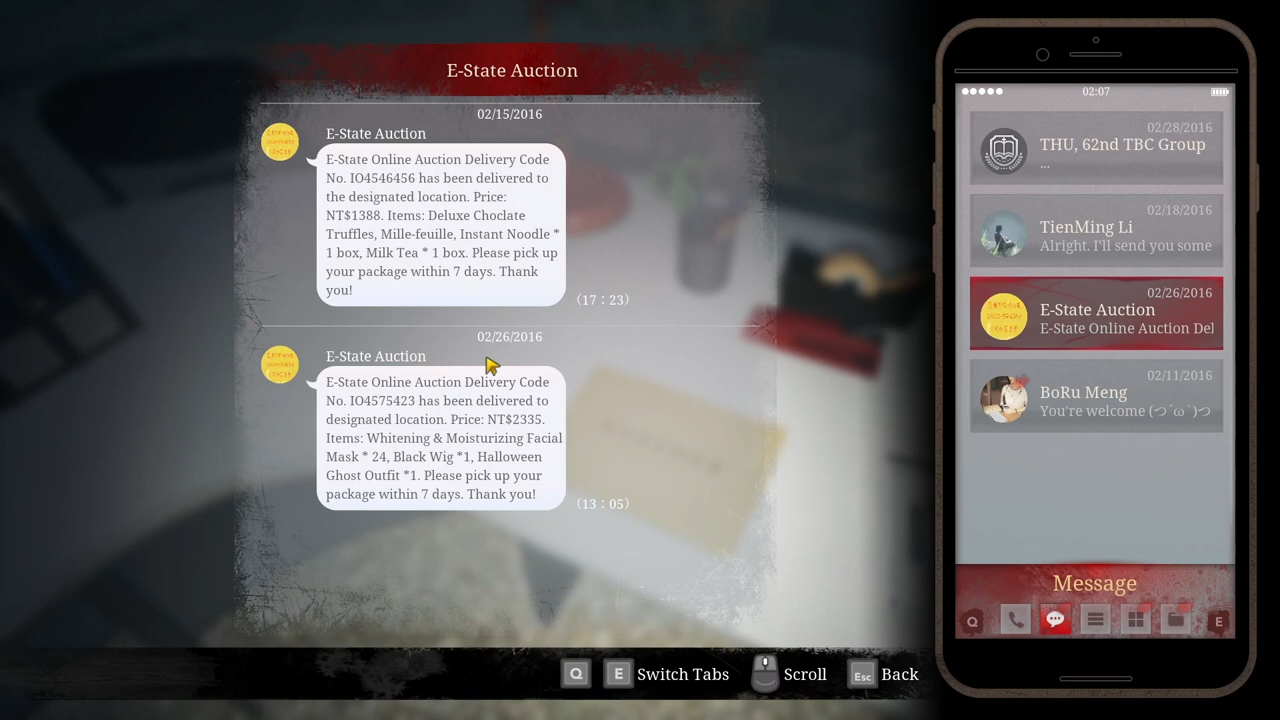 E-State Auction
02/15/2016
E-State Auction
E-State Online Auction Delivery Code
No. IO4546456 has been delivered to
the designated location. Price:
NT$1388. Items: Deluxe Choclate
Truffles, Mille-feuille, Instant Noodle *
1 box, Milk Tea * 1 box. Please pick up
your package within 7 days. Thank
you!
(17：23)
02/26/2016
E-State Auction
E-State Online Auction Delivery Code
No. IO4575423 has been delivered to
designated location. Price: NT$2335.
Items: Whitening & Moisturizing Facial
Mask * 24, Black Wig *1, Halloween
Ghost Outfit *1. Please pick up your
package within 7 days. Thank you!
(13：05)
Q E Switch Tabs Scroll Esc Back
02:07
02/28/2016
THU, 62nd TBC Group
...
02/18/2016
TienMing Li
Alright. I'll send you some
02/26/2016
E-State Auction
E-State Online Auction Del
02/11/2016
BoRu Meng
You're welcome (つ´ω`)つ
Message
Q E